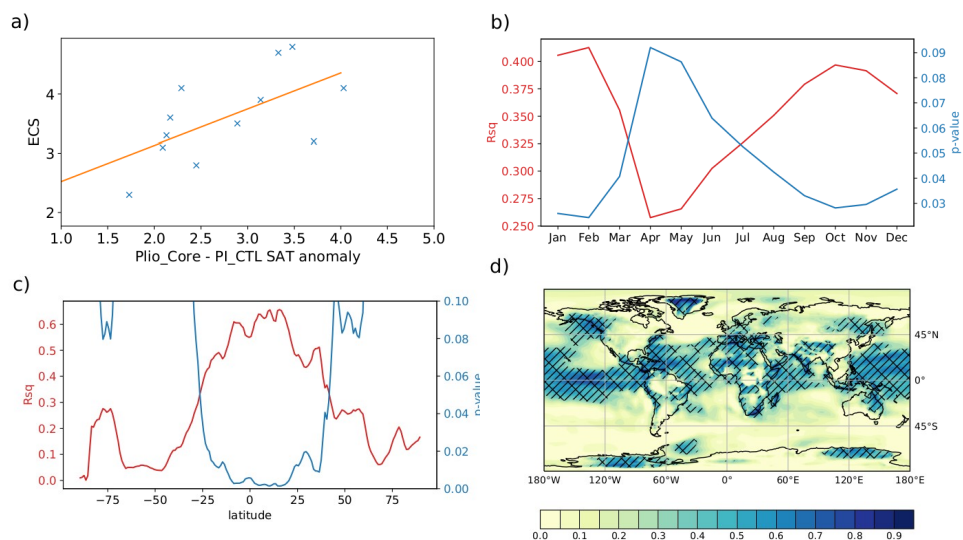 a)
ECS
4
3
2
1.0 1.5 2.0 2.5 3.0 3.5 4.0 4.5 5.0
Plio_Core - PI_CTL SAT anomaly
b)
Rsq
0.400
0.375
0.350
0.325
0.300
0.275
0.250
0.09
0.08
0.07
0.06
0.05
0.04
0.03
p-value
Jan Feb Mar Apr May Jun Jul Aug Sep Oct Nov Dec
c)
Rsq
0.6
0.5
0.4
0.3
0.2
0.1
0.0
0.10
0.08
0.06
0.04
0.02
0.00
p-value
−75 −50 −25 0 25 50 75
latitude
d)
45°N
0°
45°S
180°W 120°W 60°W 0° 60°E 120°E 180°E
0.0 0.1 0.2 0.3 0.4 0.5 0.6 0.7 0.8 0.9